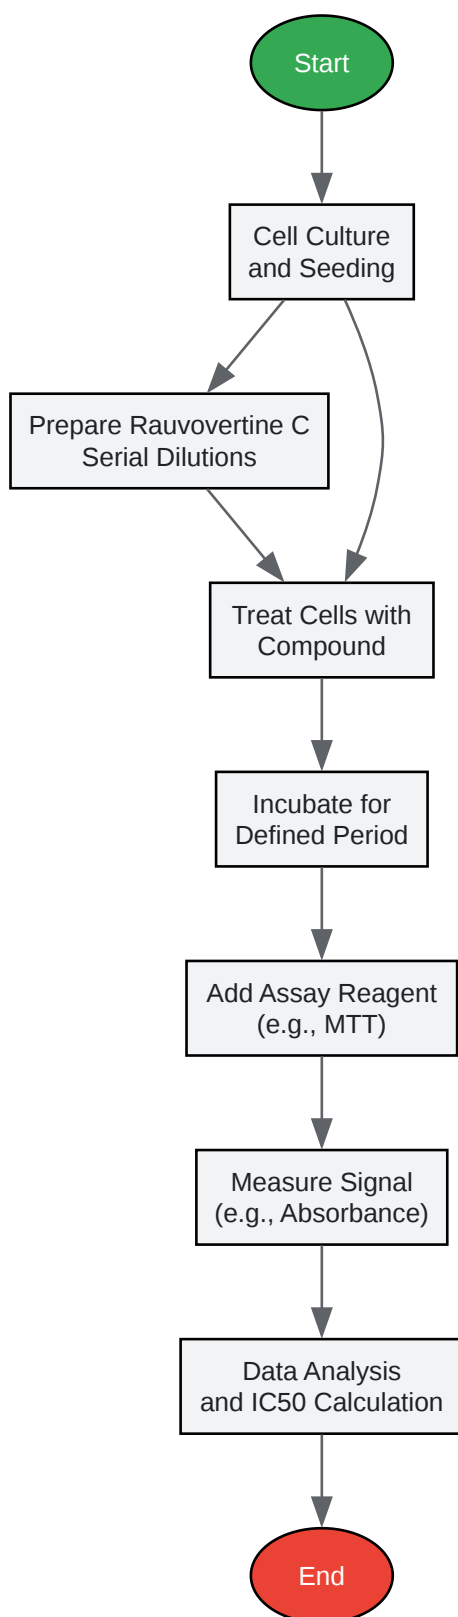 Start
Cell Culture
and Seeding
Prepare Rauvovertine C
Serial Dilutions
Treat Cells with
Compound
Incubate for
Defined Period
Add Assay Reagent
(e.g., MTT)
Measure Signal
(e.g., Absorbance)
Data Analysis
and IC50 Calculation
End